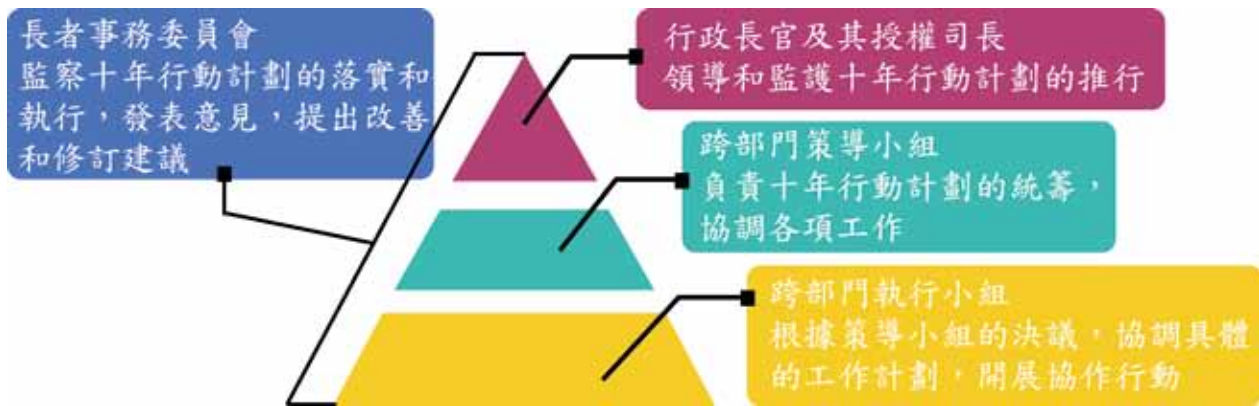 長者事務委員會
監察十年行動計劃的落實和
執行，發表意見，提出改善
和修訂建議
行政長官及其授權司長
領導和監護十年行動計劃的推行
跨部門策導小組
負責十年行動計劃的統籌，
協調各項工作
跨部門執行小組
根據策導小組的決議，協調具體
的工作計劃，開展協作行動